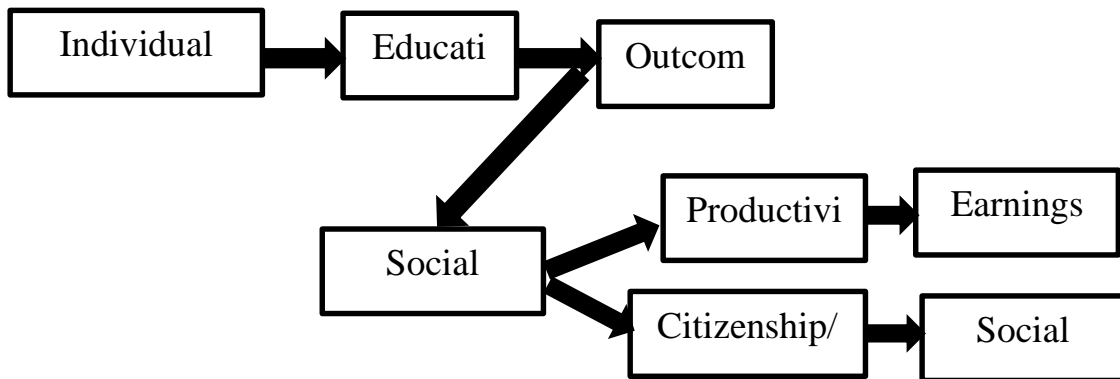 Individual
Educati
Outcom
Productivi
Earnings
Social
Citizenship/
Social